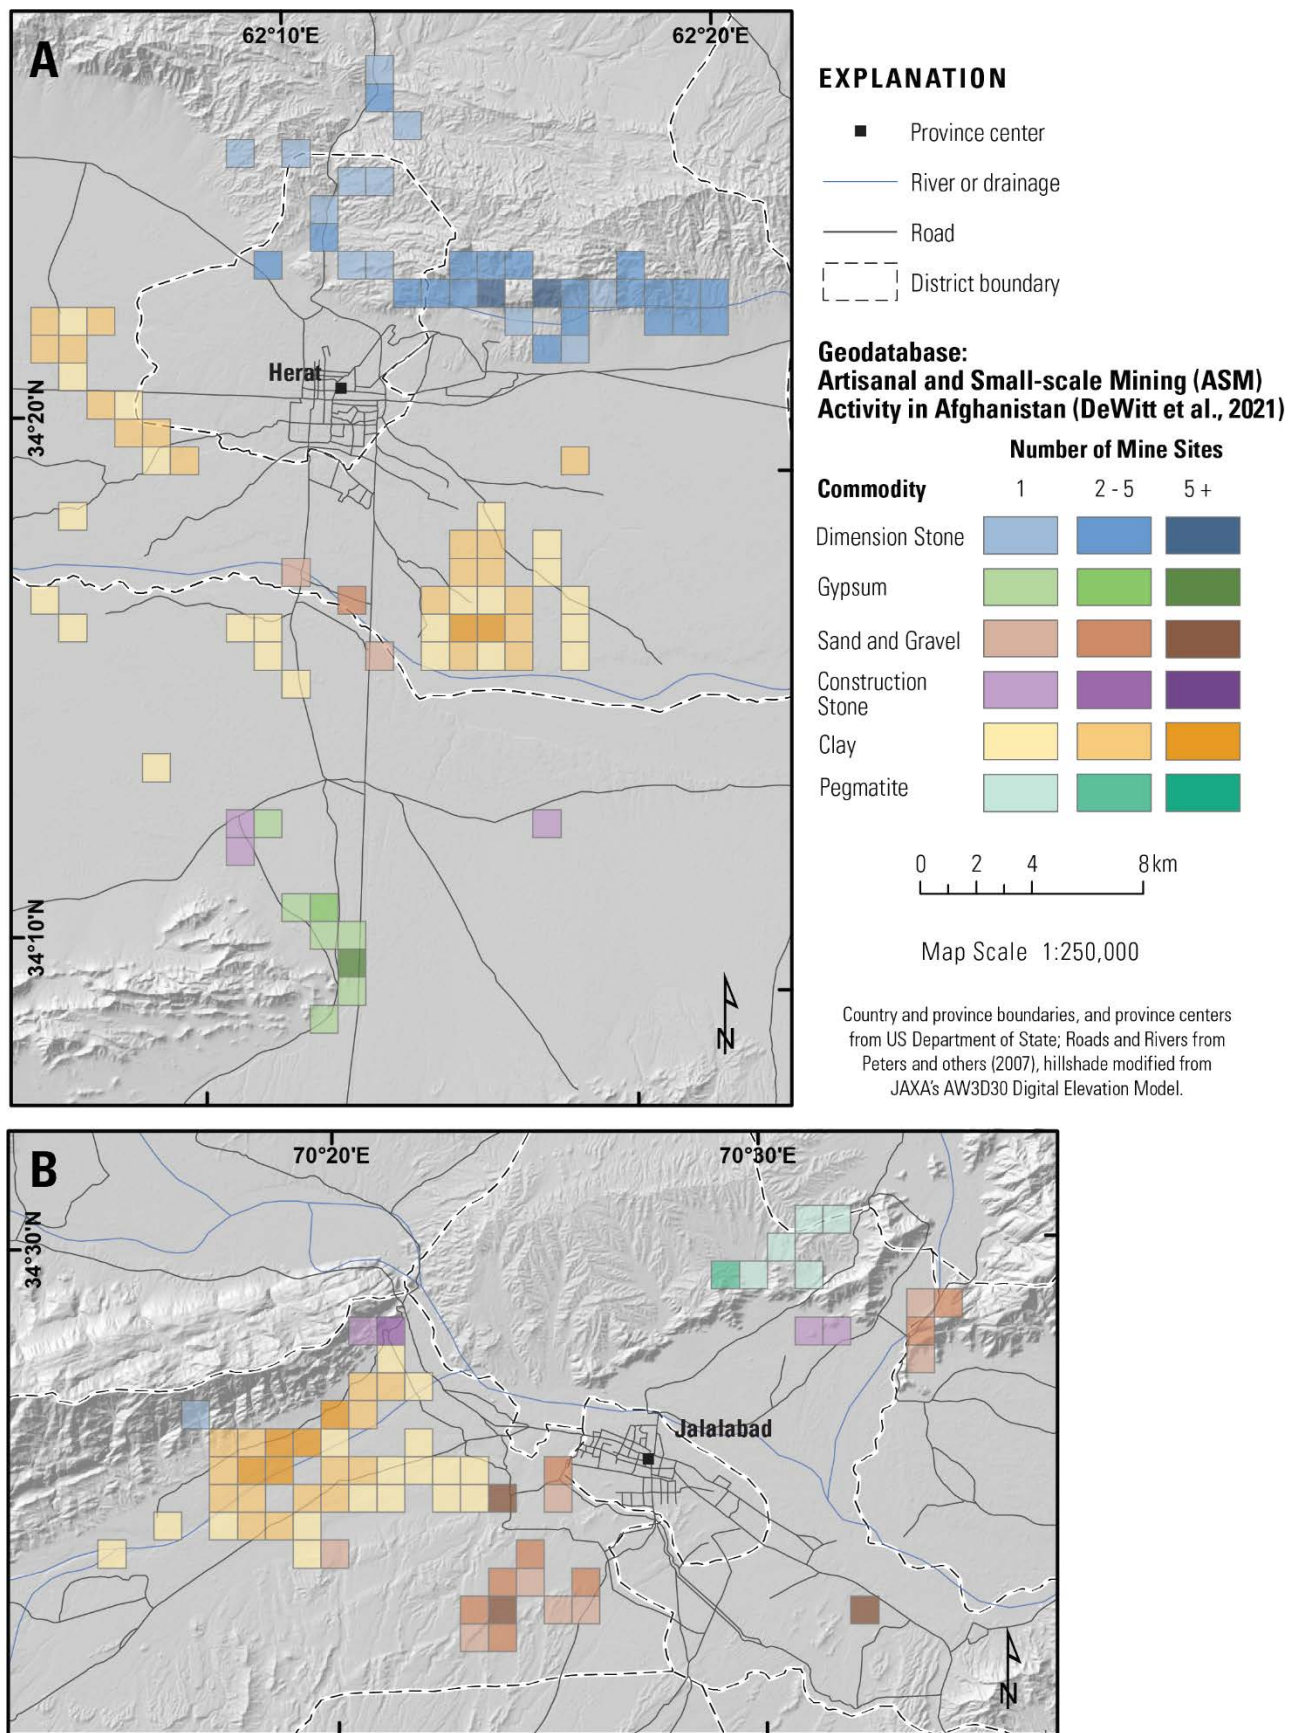 A
62°10'E
62°20'E
Herat
34°20'N
34°10'N
N
EXPLANATION
Province center
River or drainage
Road
District boundary
Geodatabase:
Artisanal and Small-scale Mining (ASM)
Activity in Afghanistan (DeWitt et al., 2021)
Number of Mine Sites
Commodity 1 2 - 5 5 +
Dimension Stone
Gypsum
Sand and Gravel
Construction
Stone
Clay
Pegmatite
0 2 4 8 km
Map Scale 1:250,000
Country and province boundaries, and province centers
from US Department of State; Roads and Rivers from
Peters and others (2007), hillshade modified from
JAXA's AW3D30 Digital Elevation Model.
B
70°20'E
70°30'E
34°30'N
Jalalabad
N